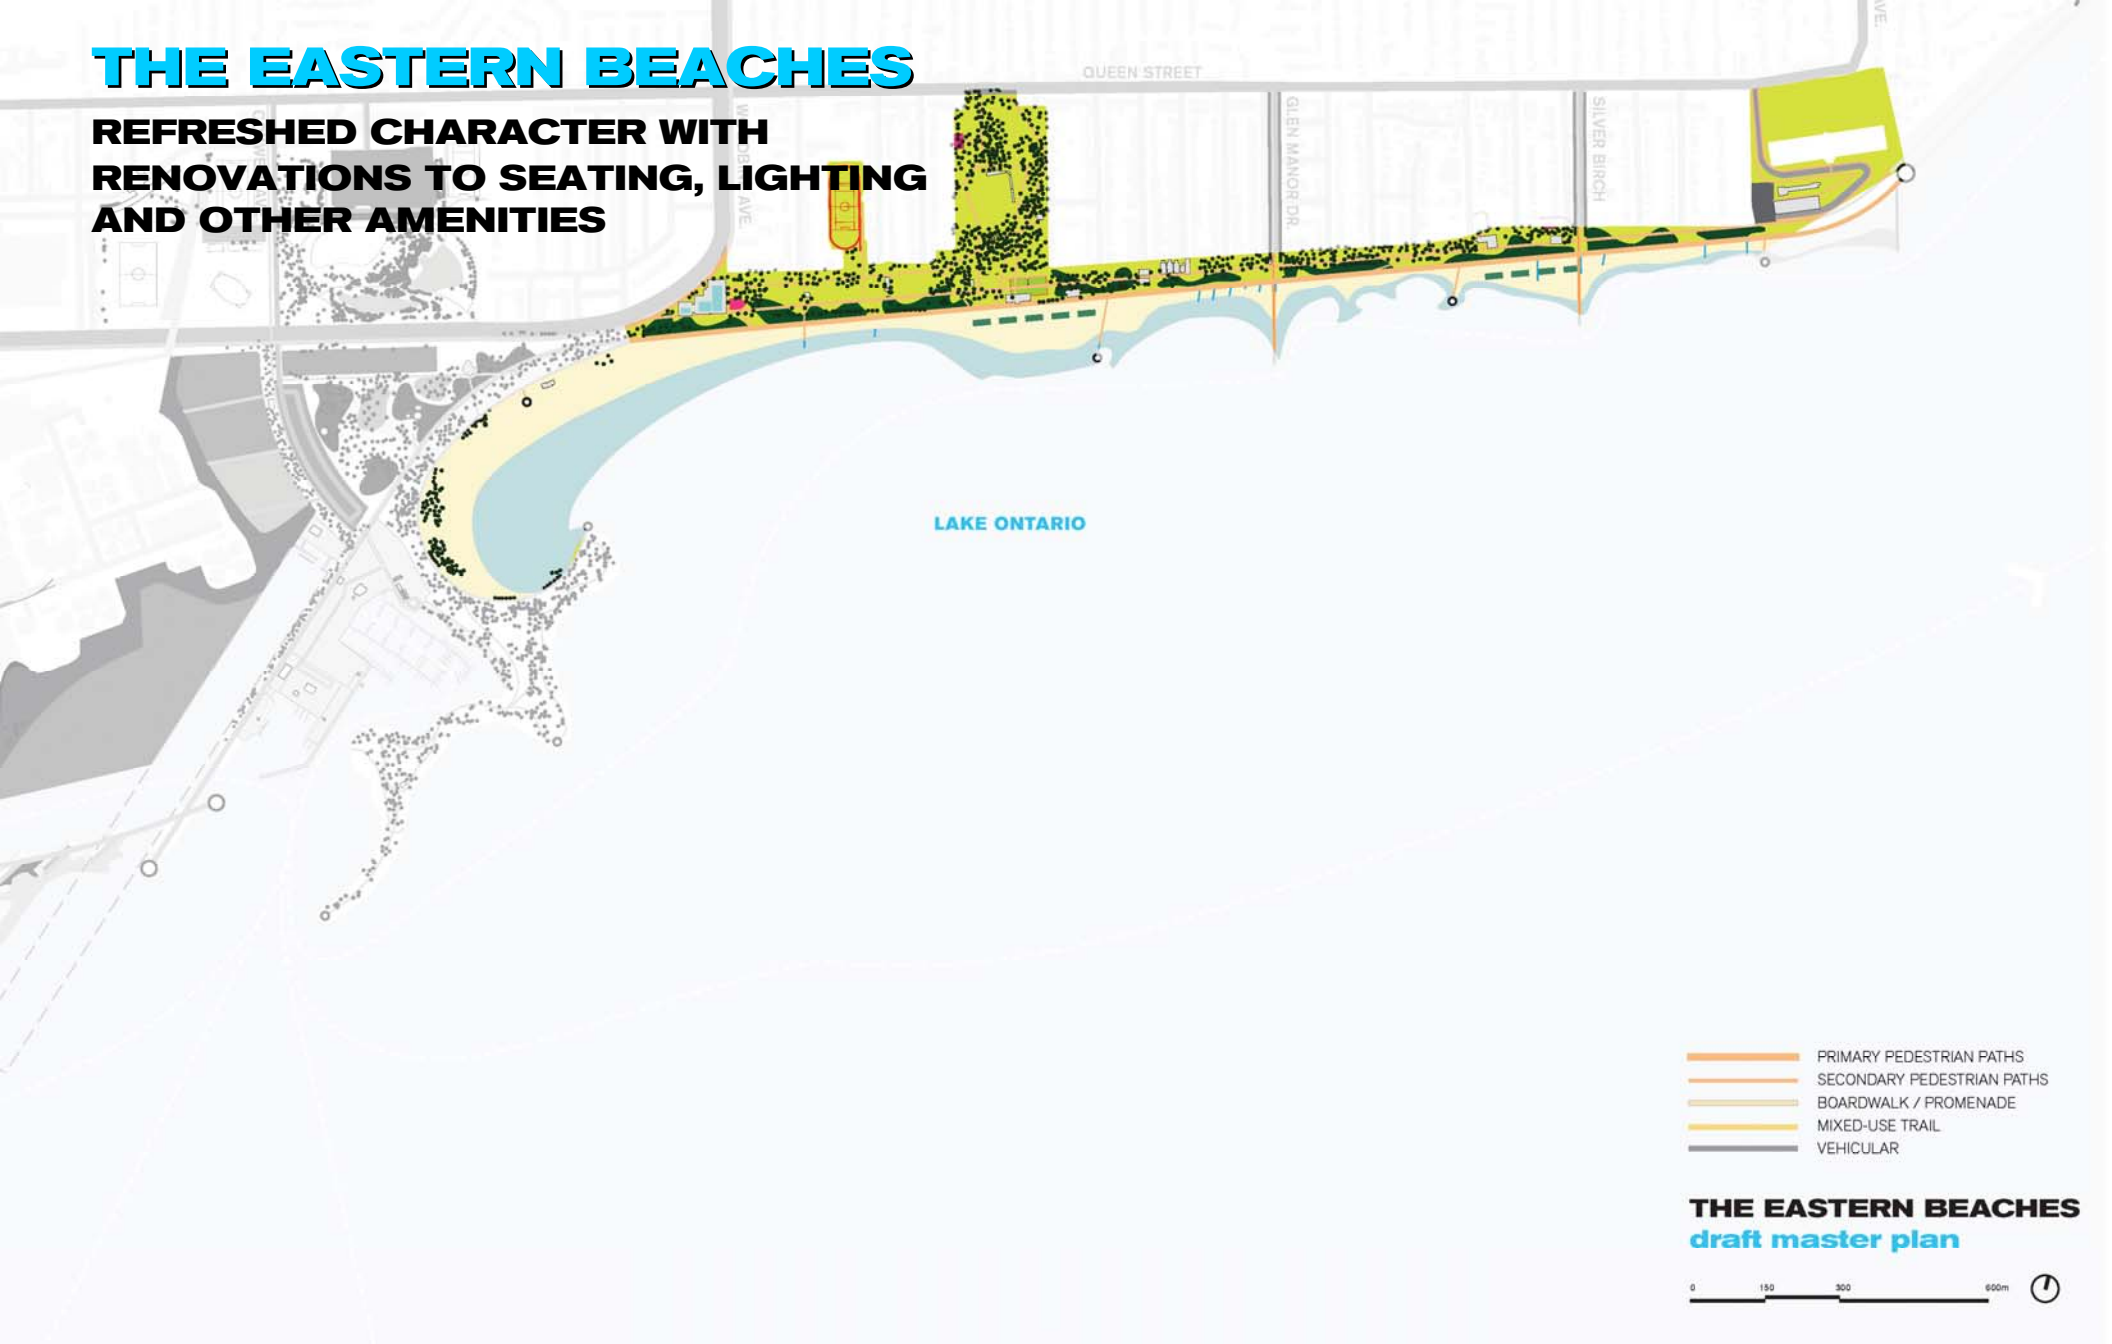 THE EASTERN BEACHES
REFRESHED CHARACTER WITH
RENOVATIONS TO SEATING, LIGHTING
AND OTHER AMENITIES
QUEEN STREET
AVE.
GLEN MANOR DR.
SILVER BIRCH
AVE.
LAKE ONTARIO
PRIMARY PEDESTRIAN PATHS
SECONDARY PEDESTRIAN PATHS
BOARDWALK / PROMENADE
MIXED-USE TRAIL
VEHICULAR
THE EASTERN BEACHES
draft master plan
0 150 300 600m